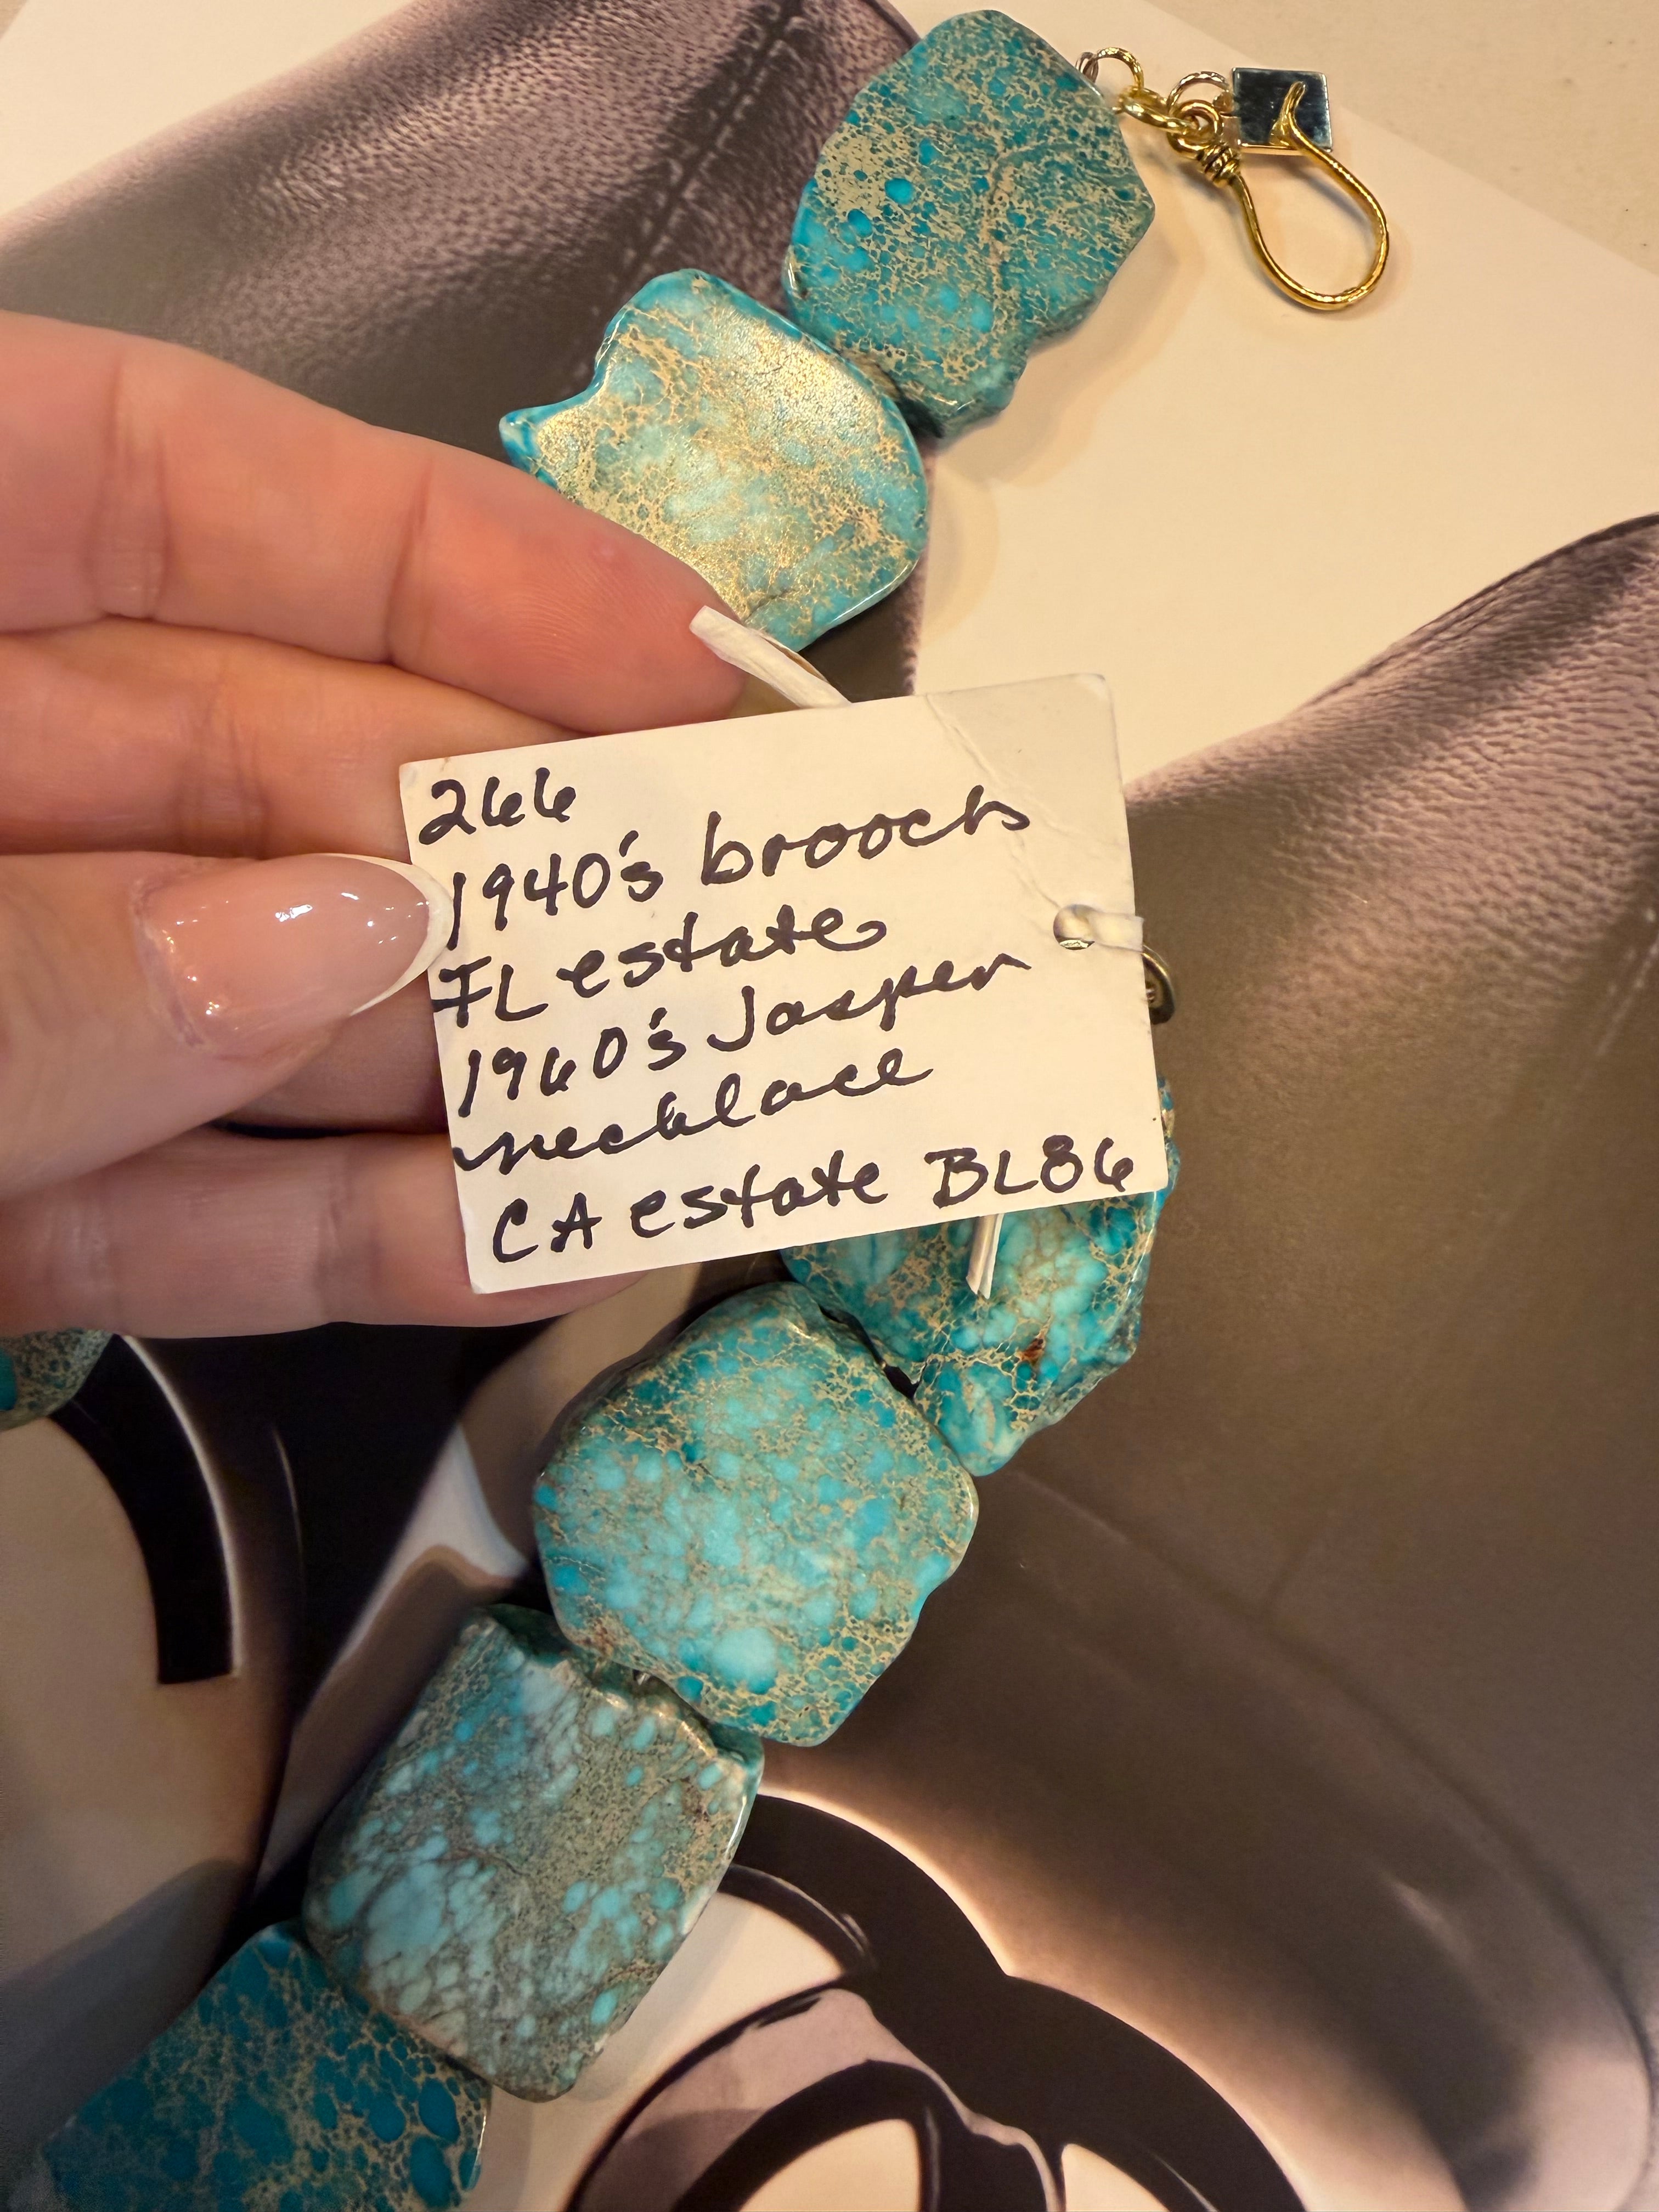 266
1940's brooch
FL estate
1960's Jasper
necklace
CA estate BL86